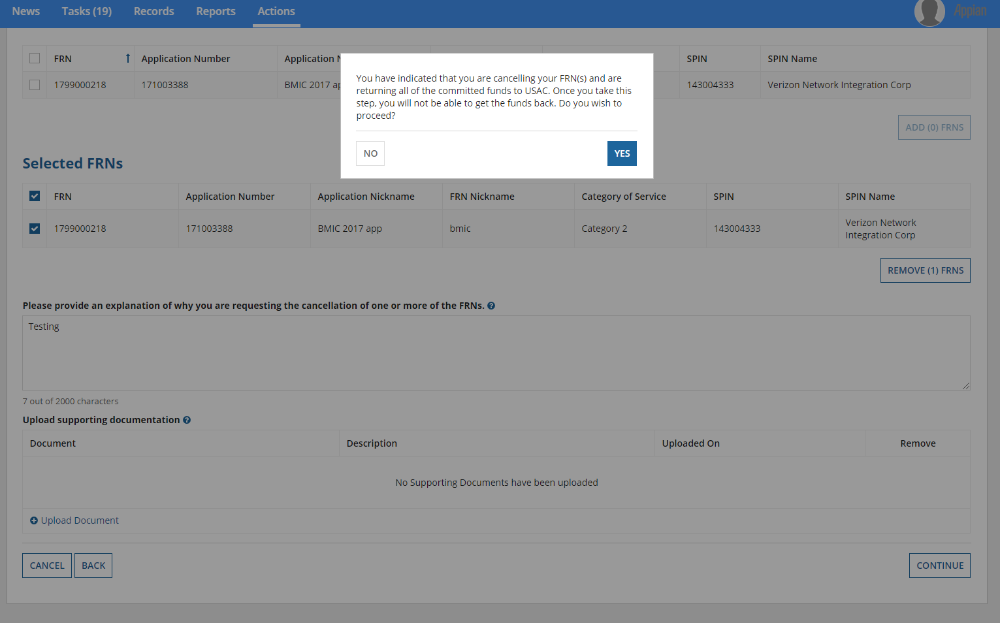 News Tasks (19) Records Reports Actions Appian
FRN Application Number Application N SPIN SPIN Name
1799000218 171003388 BMIC 2017 ap 143004333 Verizon Network Integration Corp
You have indicated that you are cancelling your FRN(s) and are
returning all of the committed funds to USAC. Once you take this
step, you will not be able to get the funds back. Do you wish to
proceed?
NO YES
ADD (0) FRNS
Selected FRNs
FRN Application Number Application Nickname FRN Nickname Category of Service SPIN SPIN Name
1799000218 171003388 BMIC 2017 app bmic Category 2 143004333 Verizon Network
Integration Corp
REMOVE (1) FRNS
Please provide an explanation of why you are requesting the cancellation of one or more of the FRNs.
Testing
7 out of 2000 characters
Upload supporting documentation
Document Description Uploaded On Remove
No Supporting Documents have been uploaded
Upload Document
CANCEL BACK CONTINUE